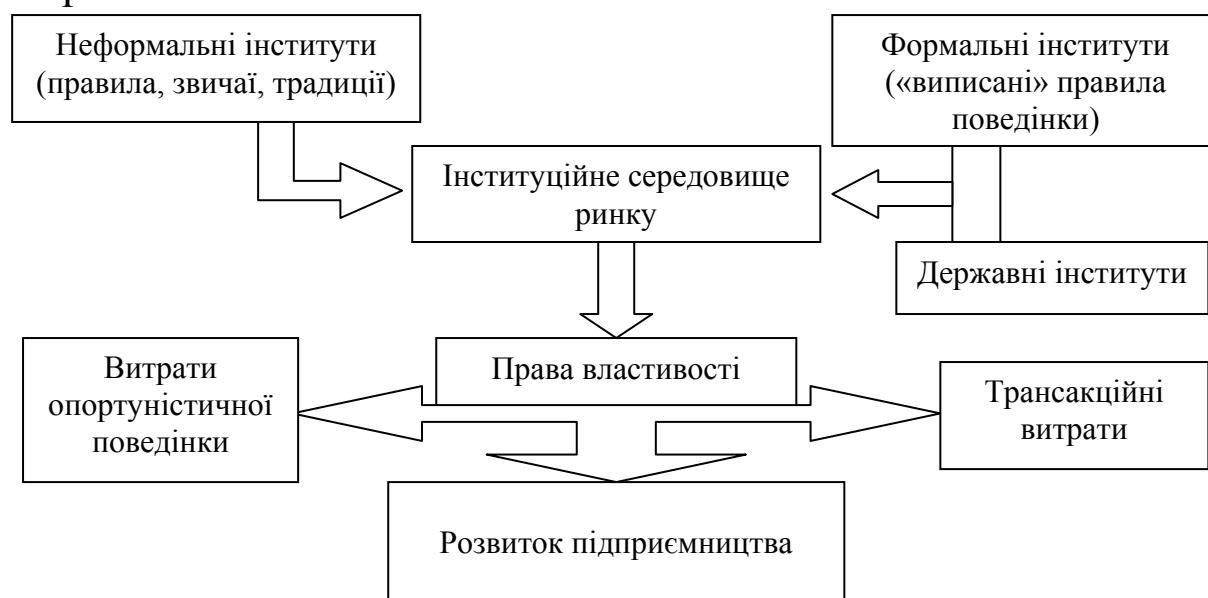 Неформальні інститути
(правила, звичаї, традиції)
Формальні інститути
(«виписані» правила
поведінки)
Інституційне середовище
ринку
Державні інститути
Витрати
опортуністичної
поведінки
Права властивості
Трансакційні
витрати
Розвиток підприємництва